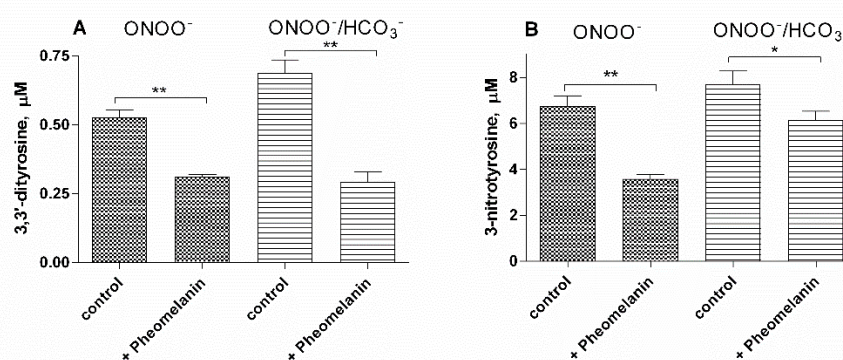 A ONOO⁻ ONOO⁻/HCO₃⁻
**
**
0.75
0.50
0.25
0.00
3,3'-dityrosine, µM
control
+ Pheomelanin
control
+ Pheomelanin
B ONOO⁻ ONOO⁻/HCO₃
**
*
8
6
4
2
0
3-nitrotyrosine, µM
control
+ Pheomelanin
control
+ Pheomelanin